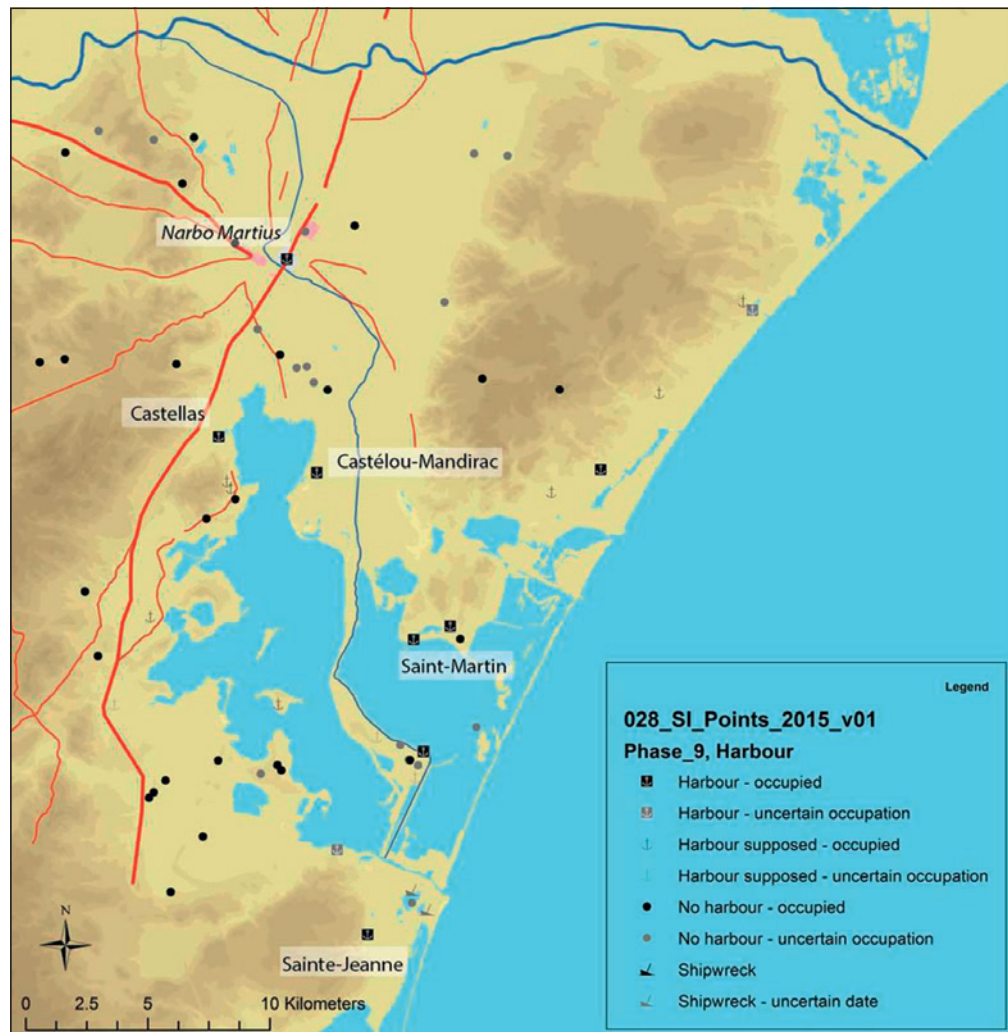 Narbo Martius
Castellas
Castélou-Mandirac
Saint-Martin
Sainte-Jeanne
N
0 2.5 5 10 Kilometers
Legend
028_SI_Points_2015_v01
Phase_9, Harbour
Harbour - occupied
Harbour - uncertain occupation
Harbour supposed - occupied
Harbour supposed - uncertain occupation
No harbour - occupied
No harbour - uncertain occupation
Shipwreck
Shipwreck - uncertain date